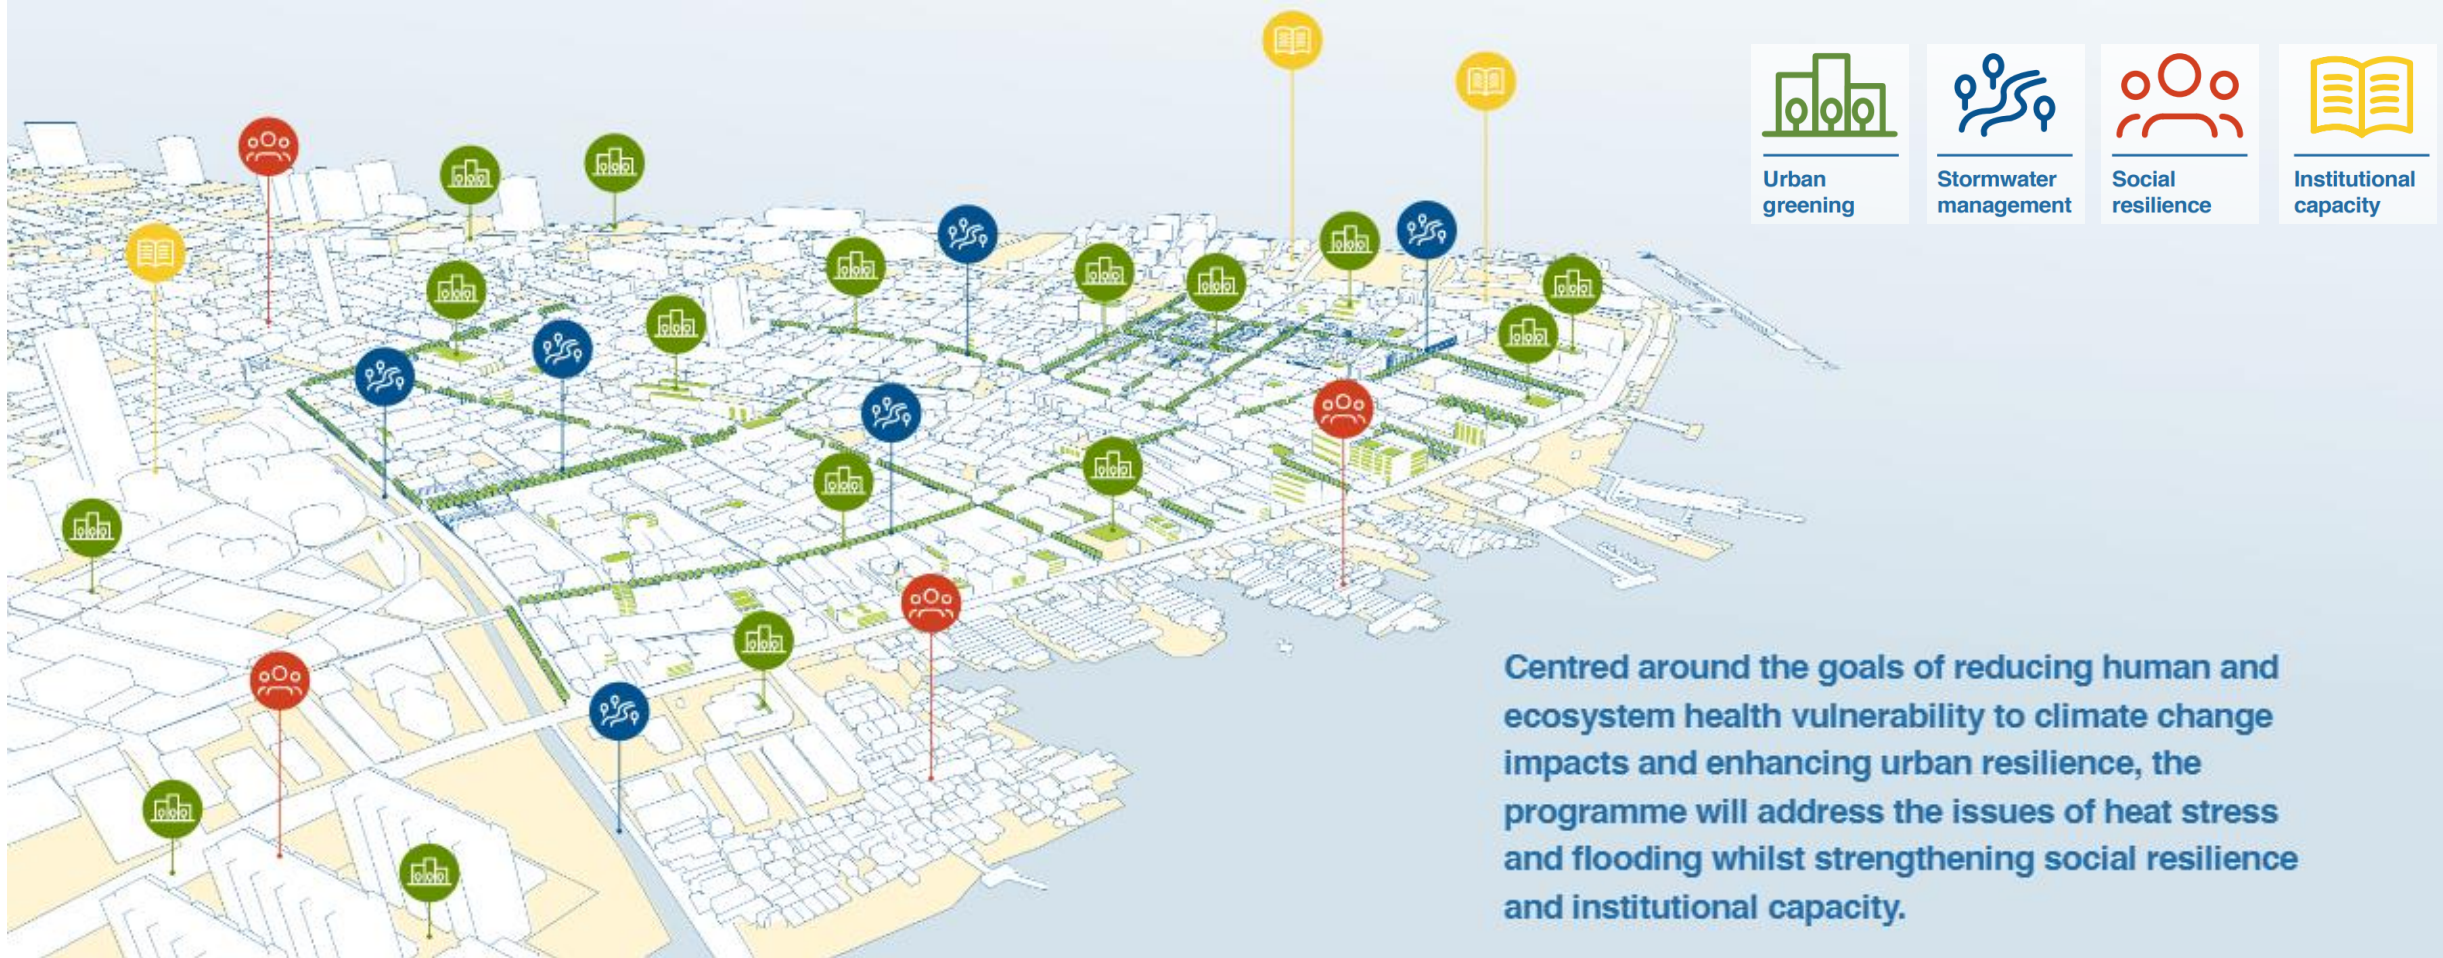 Urban
greening
Stormwater
management
Social
resilience
Institutional
capacity
Centred around the goals of reducing human and
ecosystem health vulnerability to climate change
impacts and enhancing urban resilience, the
programme will address the issues of heat stress
and flooding whilst strengthening social resilience
and institutional capacity.